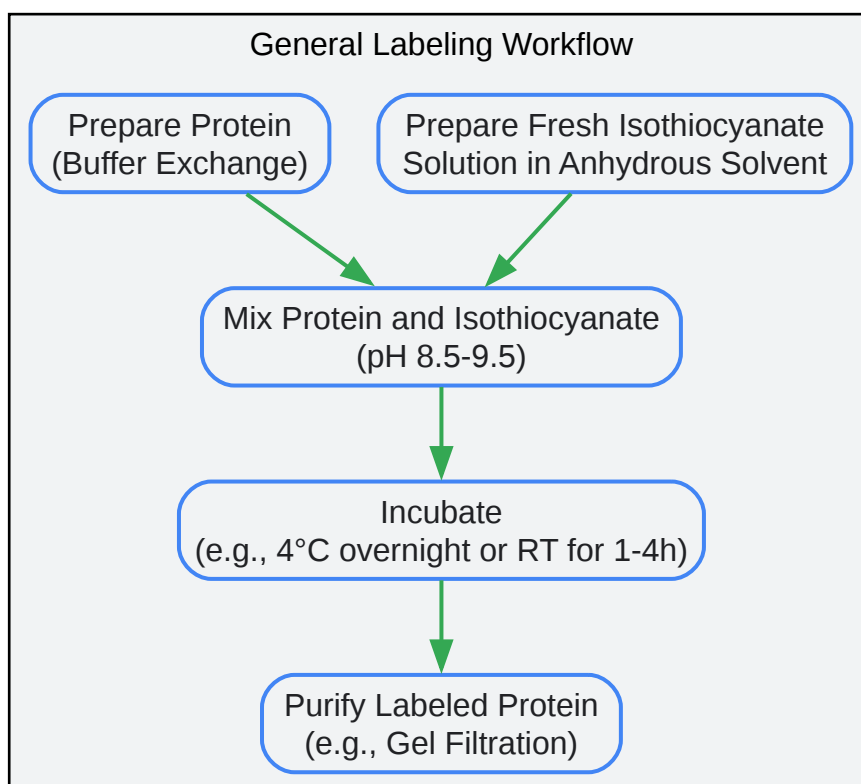 General Labeling Workflow
Prepare Protein
(Buffer Exchange)
Prepare Fresh Isothiocyanate
Solution in Anhydrous Solvent
Mix Protein and Isothiocyanate
(pH 8.5-9.5)
Incubate
(e.g., 4°C overnight or RT for 1-4h)
Purify Labeled Protein
(e.g., Gel Filtration)